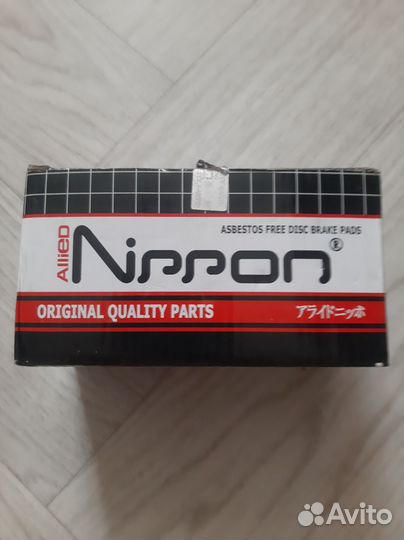 ASBESTOS FREE DISC BRAKE PADS
AlliED Nippon ®
ORIGINAL QUALITY PARTS
アライドニッポ
Avito